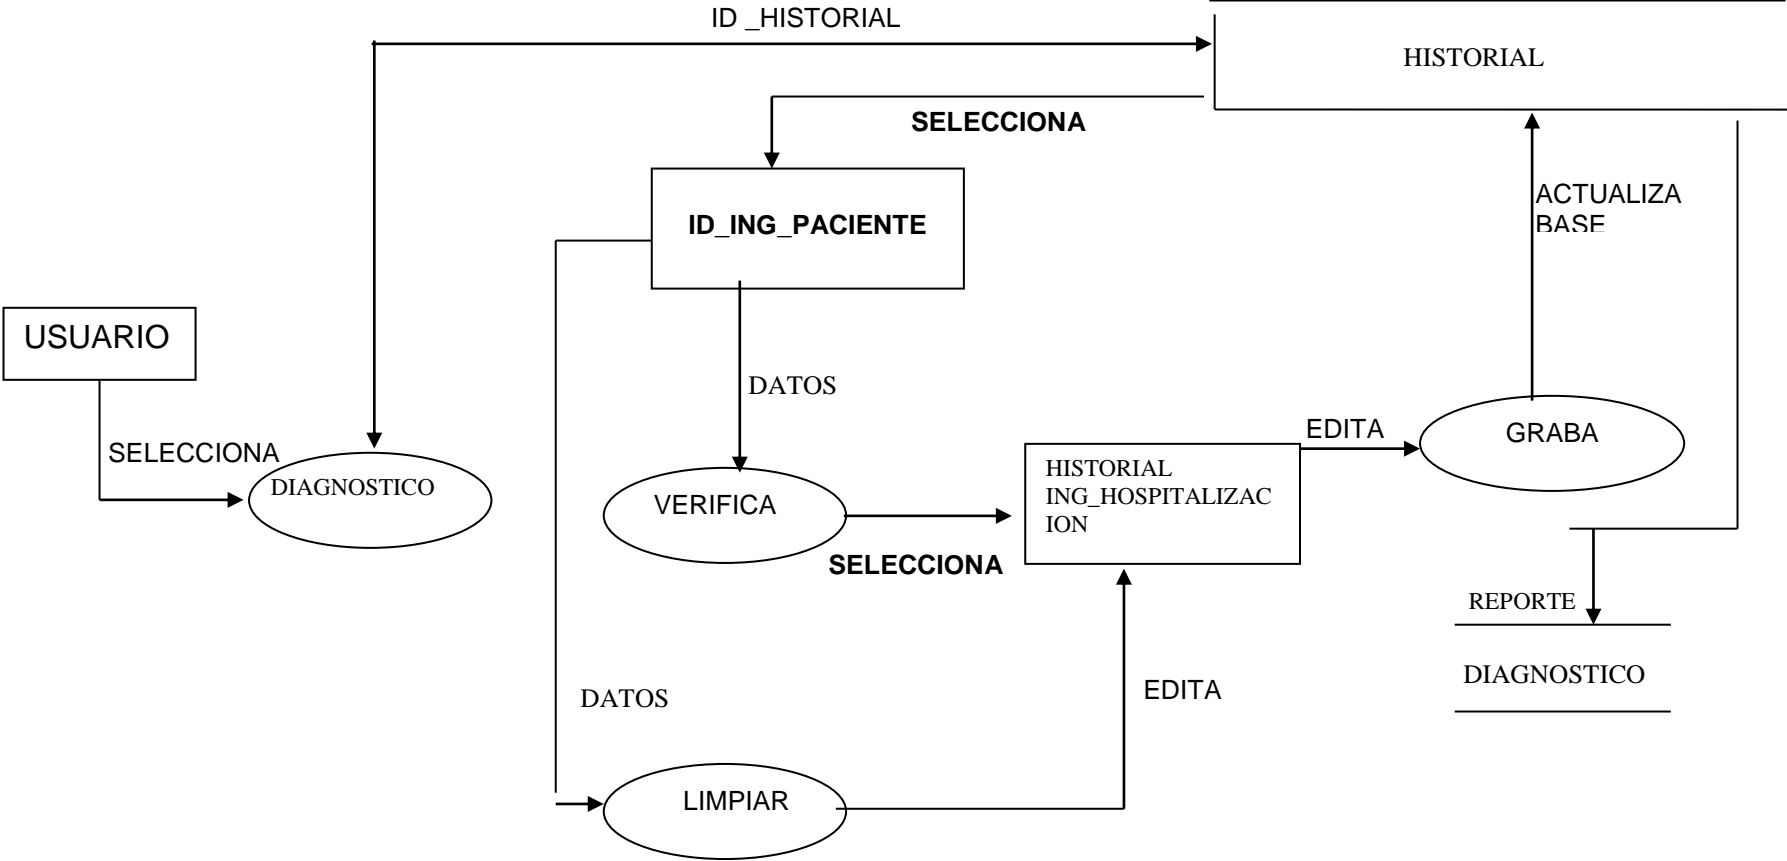 ID _HISTORIAL
HISTORIAL
SELECCIONA
ID_ING_PACIENTE
ACTUALIZA
BASE
USUARIO
DATOS
SELECCIONA
DIAGNOSTICO
VERIFICA
SELECCIONA
HISTORIAL
ING_HOSPITALIZAC
ION
EDITA
GRABA
REPORTE
DIAGNOSTICO
DATOS
EDITA
LIMPIAR